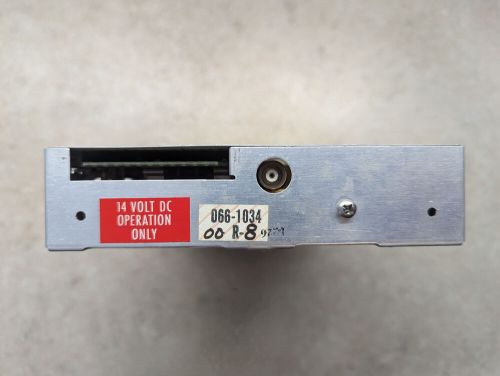 14 VOLT DC
OPERATION
ONLY
066-1034
00 R-8